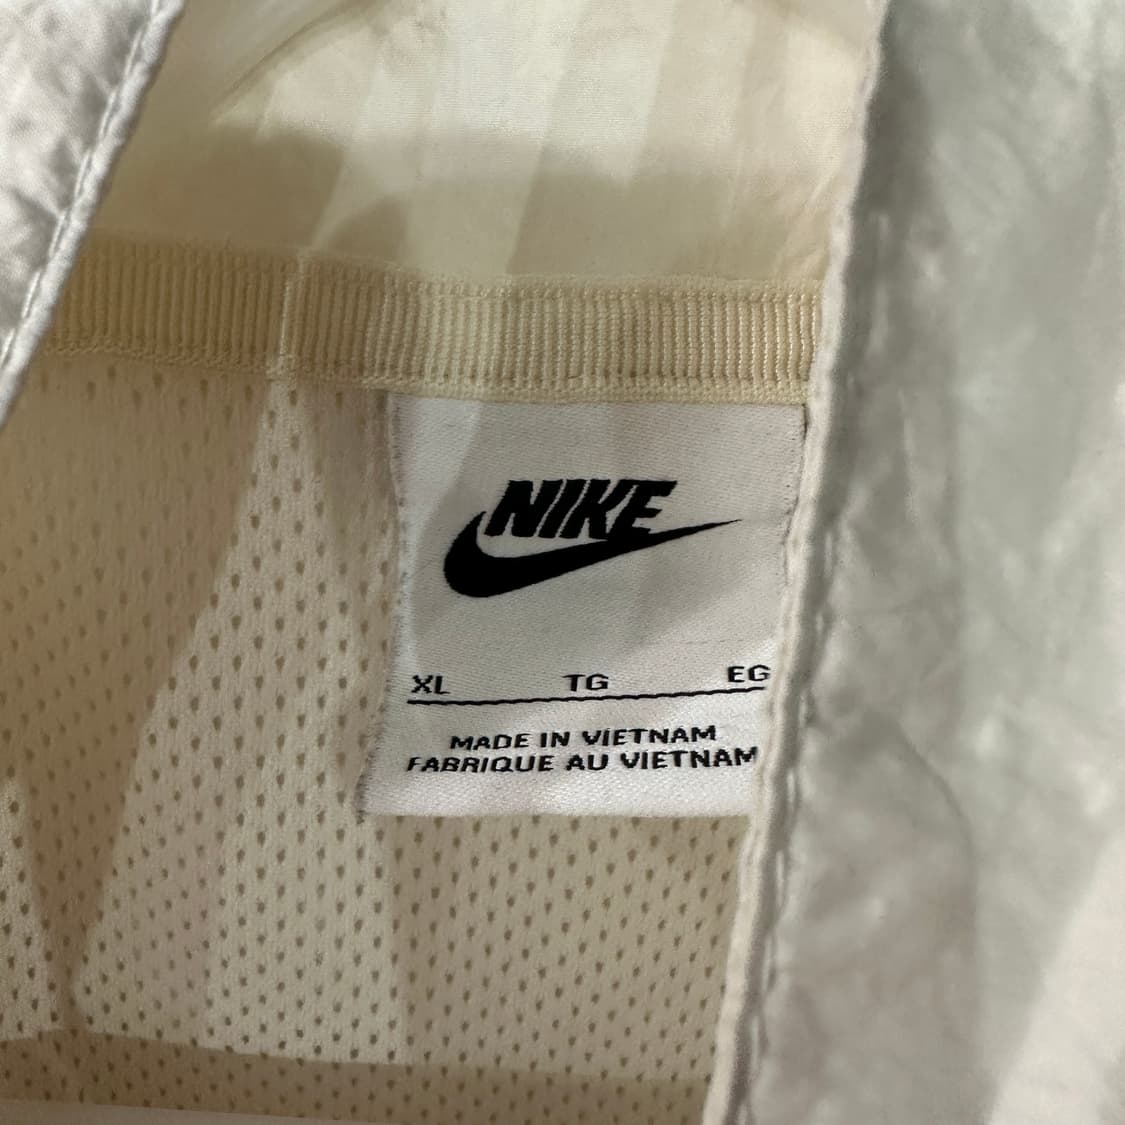 NIKE
XL TG EG
MADE IN VIETNAM
FABRIQUE AU VIETNAM